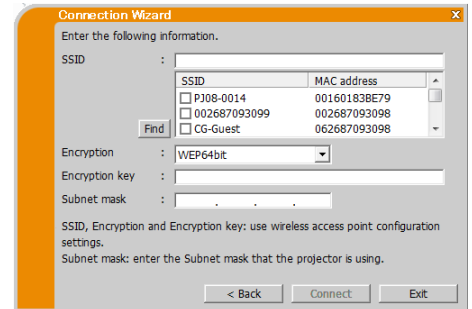 Connection Wizard x
Enter the following information.
SSID :
SSID MAC address
PJ08-0014 00160183BE79
002687093099 002687093098
Find CG-Guest 062687093098
Encryption : WEP64bit
Encryption key :
Subnet mask : . . .
SSID, Encryption and Encryption key: use wireless access point configuration
settings.
Subnet mask: enter the Subnet mask that the projector is using.
< Back Connect Exit